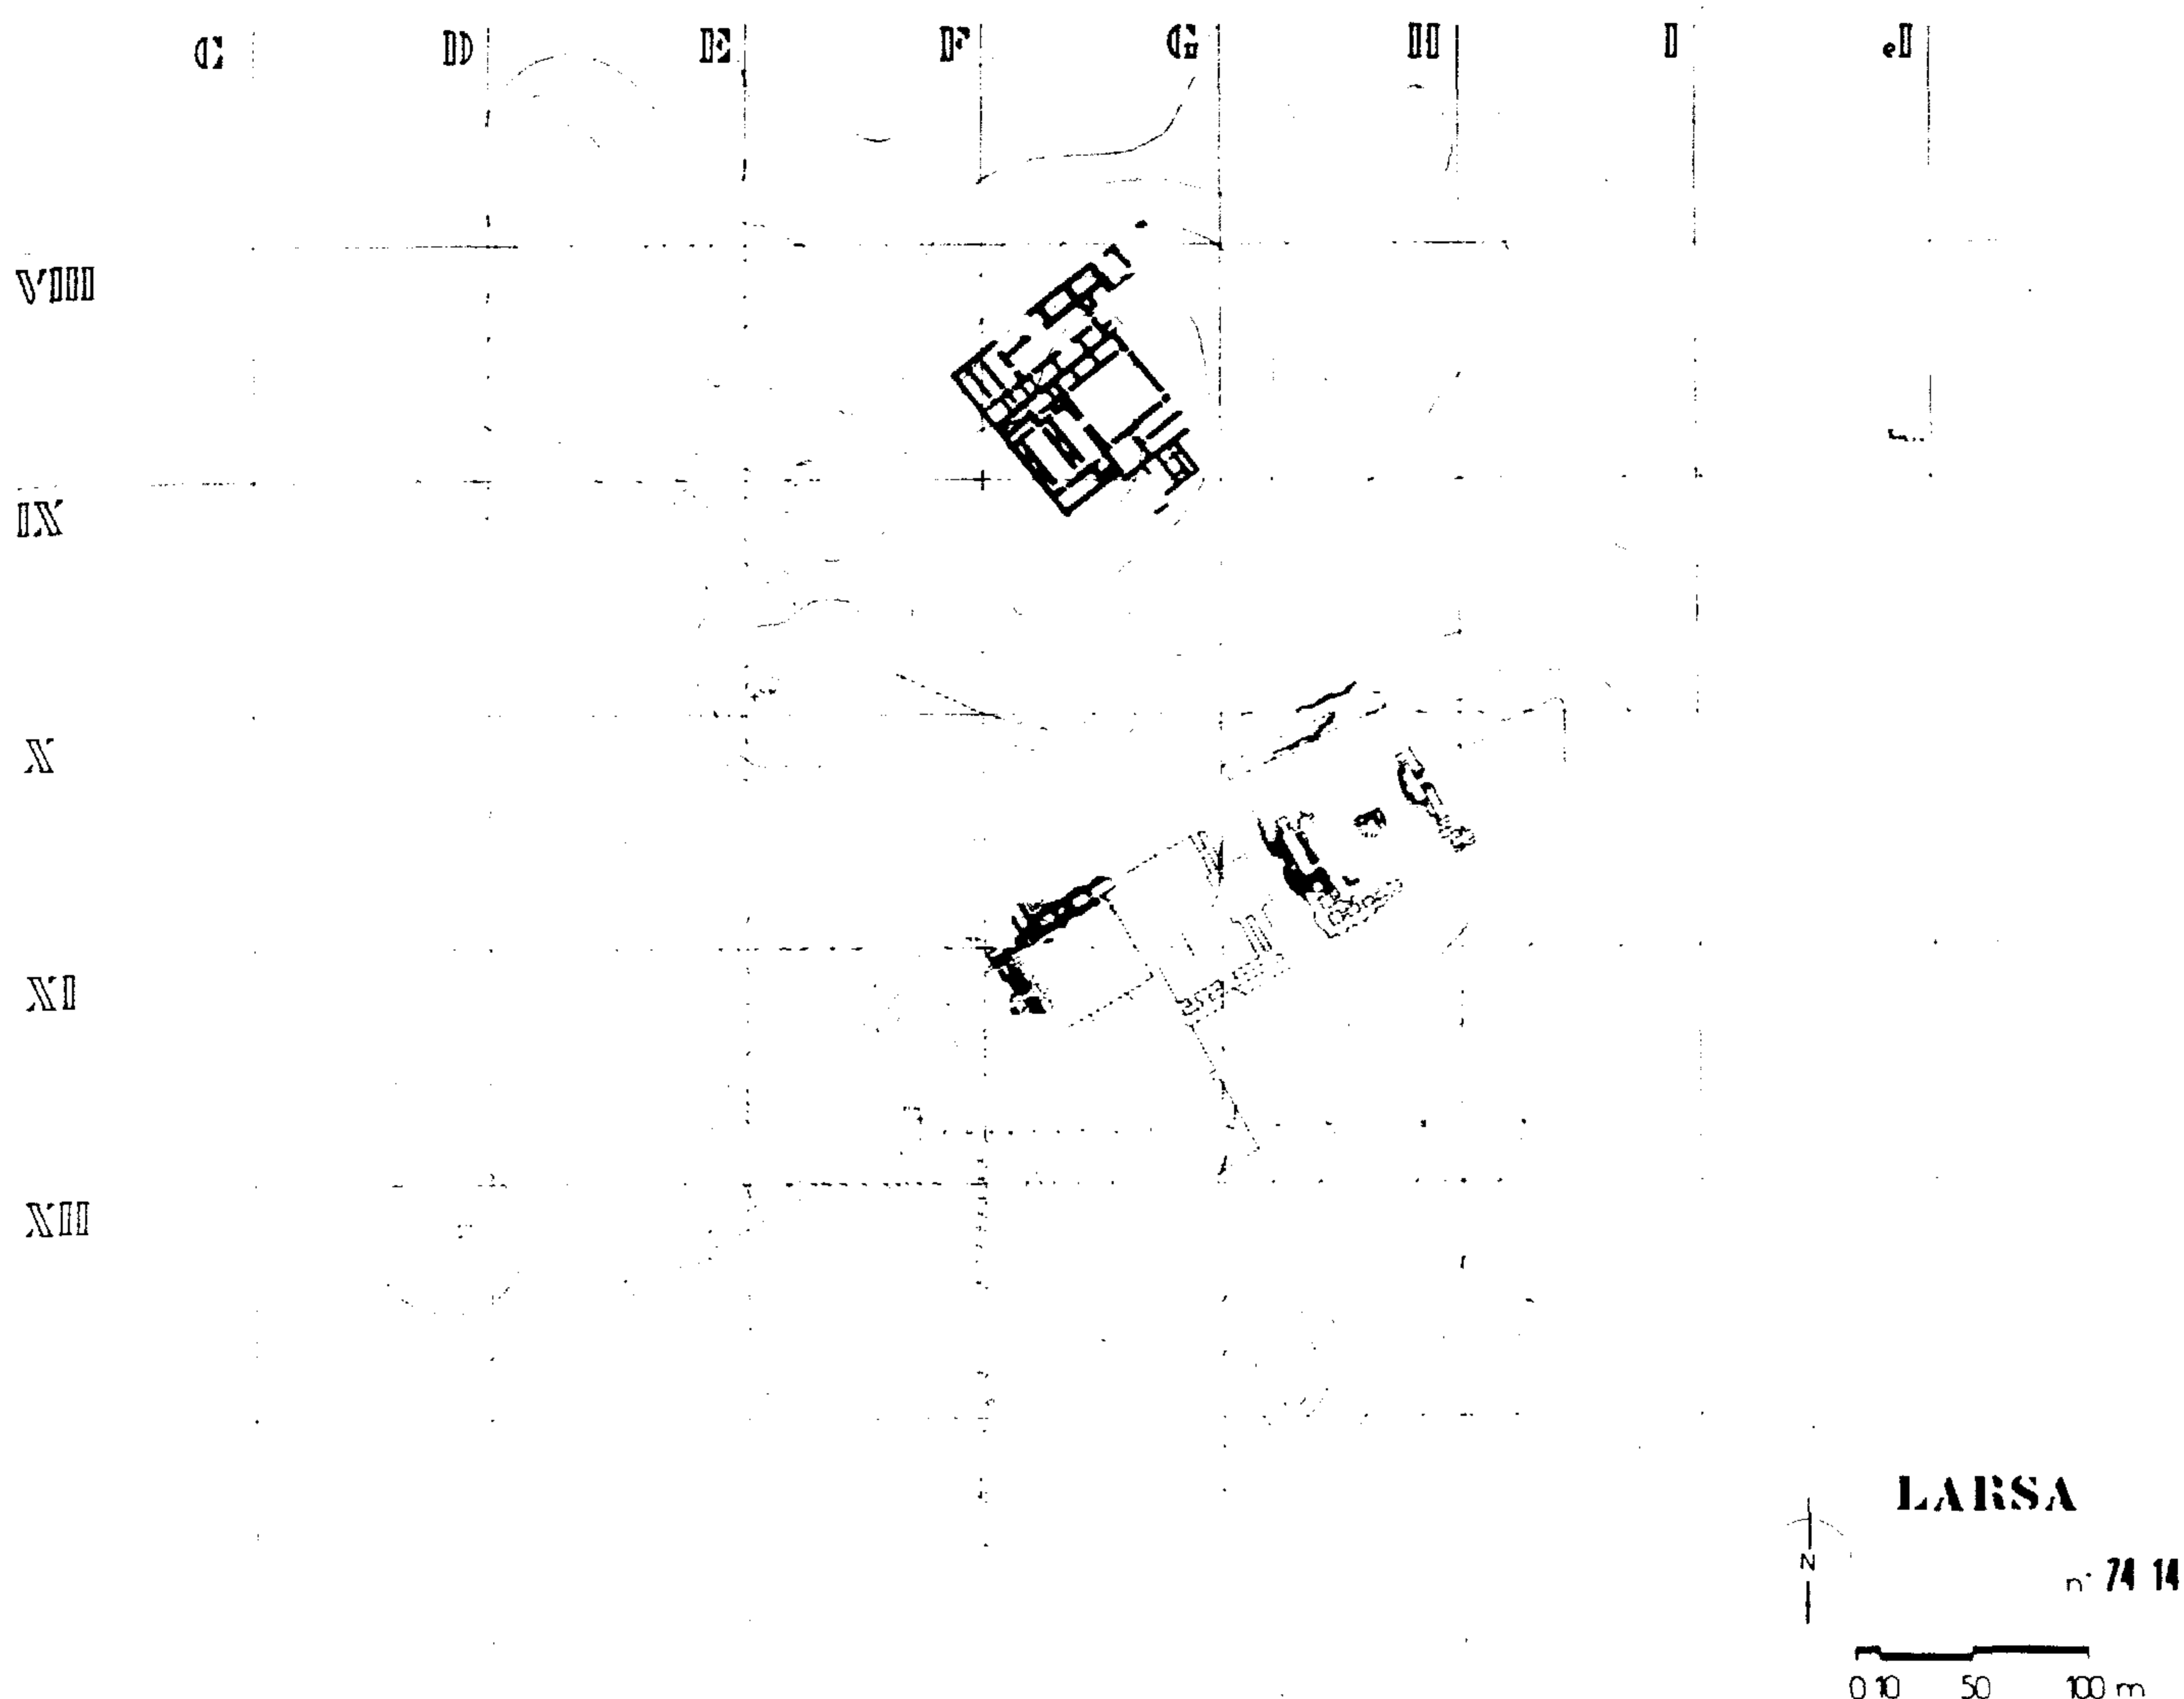 C D E F G H I J
VIII
IX
X
XI
XII
LARSA
N
n° 74 14
0 10 50 100 m